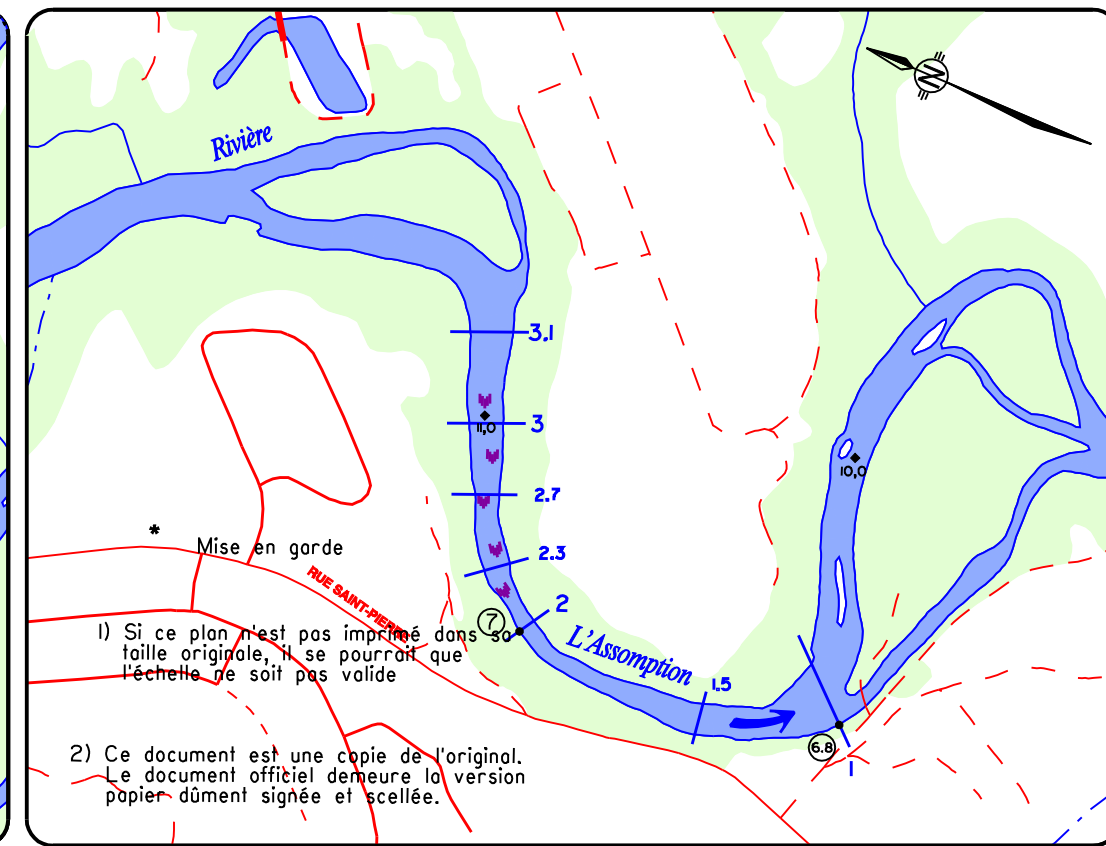 Rivière
N
3.1
3
11,0
2.7
2.3
2
7
L'Assomption
1.5
10,0
6.8
1
RUE SAINT-PIERRE
*
Mise en garde
1) Si ce plan n'est pas imprimé dans sa
taille originale, il se pourrait que
l'échelle ne soit pas valide
2) Ce document est une copie de l'original.
Le document officiel demeure la version
papier dûment signée et scellée.